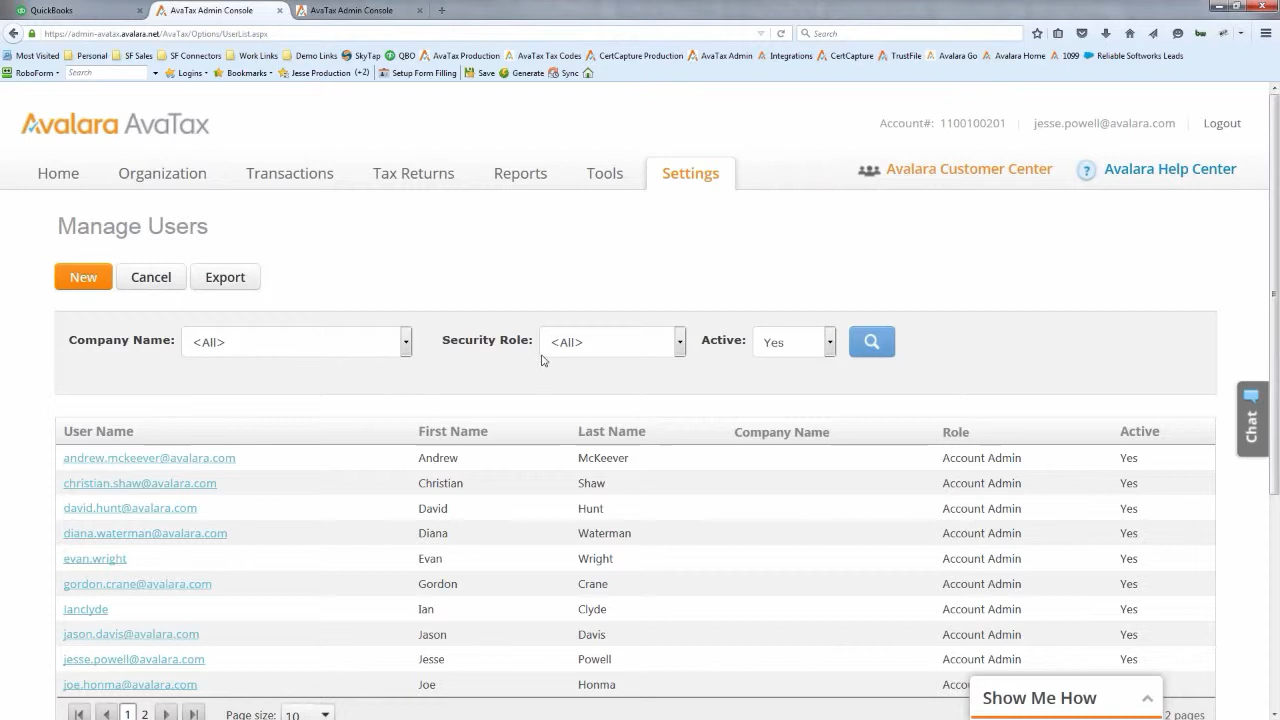 QuickBooks × AvaTax Admin Console × AvaTax Admin Console × +
https://admin-avatax.avalara.net/AvaTax/Options/UserList.aspx Search
Most Visited Personal SF Sales SF Connect Work Links Demo Links SkyTap QBO AvaTax Production AvaTax Tax Codes CertCapture Production AvaTax Admin Integrations CertCapture TrustFile Avalara Go Avalara Home 1099 Reliable Softworks Leads
RoboForm Search Logins Bookmarks Jesse Production (+2) Setup Form Filling Save Generate Sync
Avalara AvaTax Account#: 1100100201 jesse.powell@avalara.com Logout
Home Organization Transactions Tax Returns Reports Tools Settings Avalara Customer Center ? Avalara Help Center
Manage Users
New Cancel Export
Company Name: <All> Security Role: <All> Active: Yes
Chat
User Name First Name Last Name Company Name Role Active
andrew.mckeever@avalara.com Andrew McKeever Account Admin Yes
christian.shaw@avalara.com Christian Shaw Account Admin Yes
david.hunt@avalara.com David Hunt Account Admin Yes
diana.waterman@avalara.com Diana Waterman Account Admin Yes
evan.wright Evan Wright Account Admin Yes
gordon.crane@avalara.com Gordon Crane Account Admin Yes
Ianclyde Ian Clyde Account Admin Yes
jason.davis@avalara.com Jason Davis Account Admin Yes
jesse.powell@avalara.com Jesse Powell Account Admin Yes
joe.honma@avalara.com Joe Honma Account Admin
Show Me How
1 2 Page size: 10 2 pages